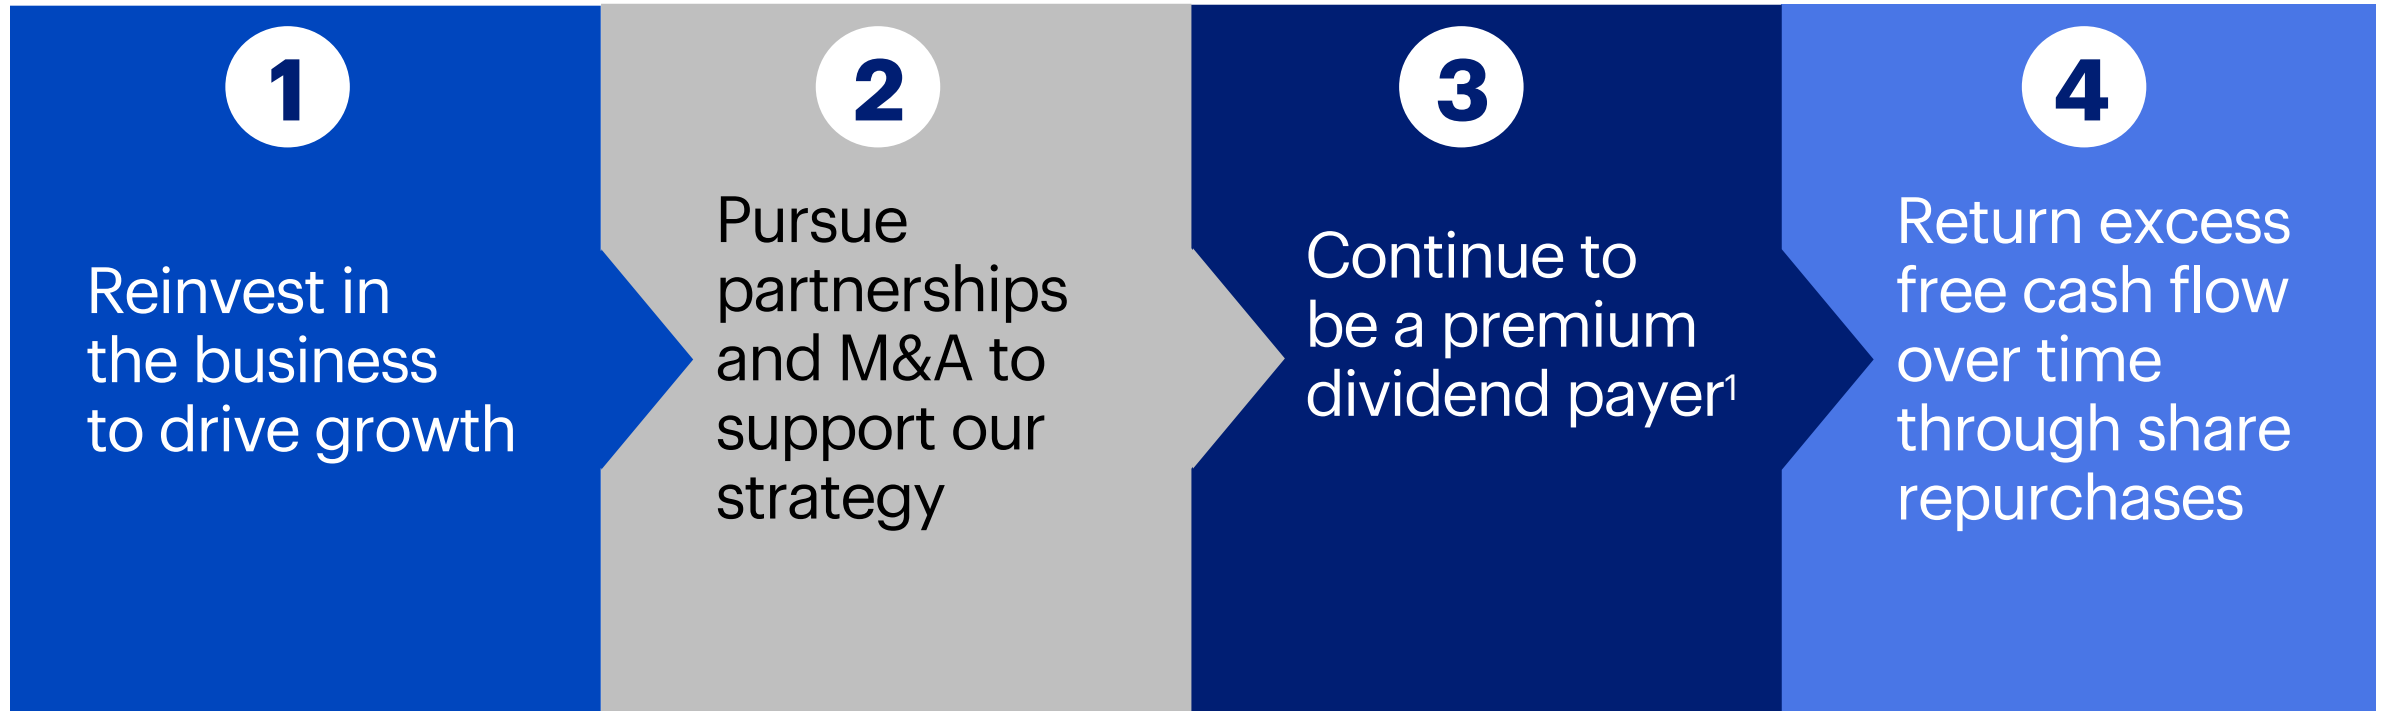 1
Reinvest in
the business
to drive growth
2
Pursue
partnerships
and M&A to
support our
strategy
3
Continue to
be a premium
dividend payer¹
4
Return excess
free cash flow
over time
through share
repurchases